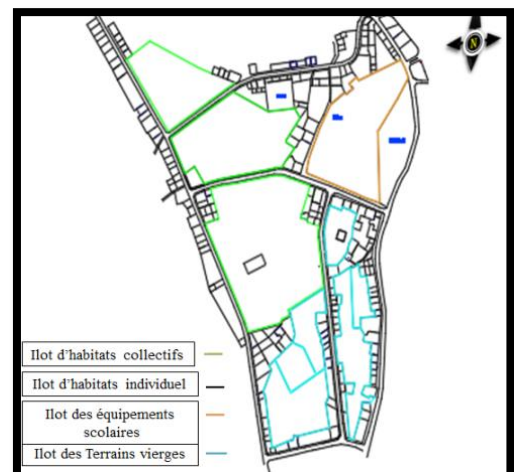 N
Ilot d'habitats collectifs
Ilot d'habitats individuel
Ilot des équipements
scolaires
Ilot des Terrains vierges